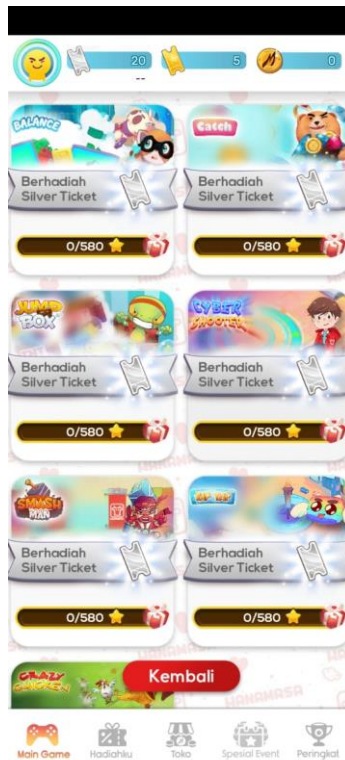 20
5
0
--
BALANCE
Catch
Berhadiah
Silver Ticket
Berhadiah
Silver Ticket
0/580
0/580
JUMP
BOX
CYBER
SHOOTER
Berhadiah
Silver Ticket
Berhadiah
Silver Ticket
0/580
0/580
SMASH
MAN
Berhadiah
Silver Ticket
Berhadiah
Silver Ticket
0/580
0/580
CRAZY
CHICKEN
Kembali
HANAMASA
Main Game
Hadiahku
Toko
Spesial Event
Peringkat